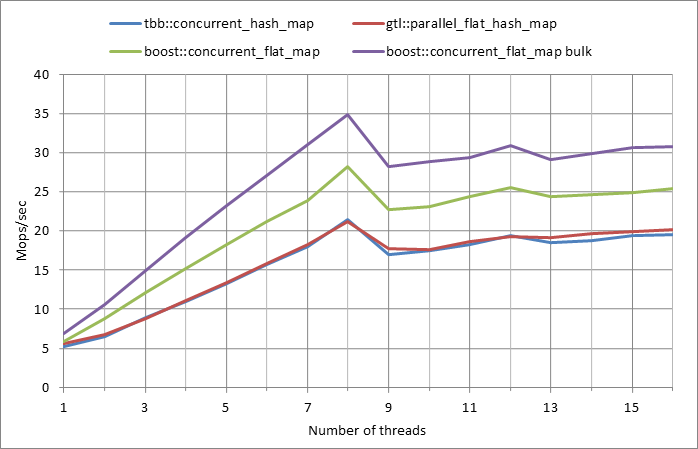 tbb::concurrent_hash_map gtl::parallel_flat_hash_map
boost::concurrent_flat_map boost::concurrent_flat_map bulk
40
35
30
25
20
15
10
5
0
Mops/sec
1 3 5 7 9 11 13 15
Number of threads